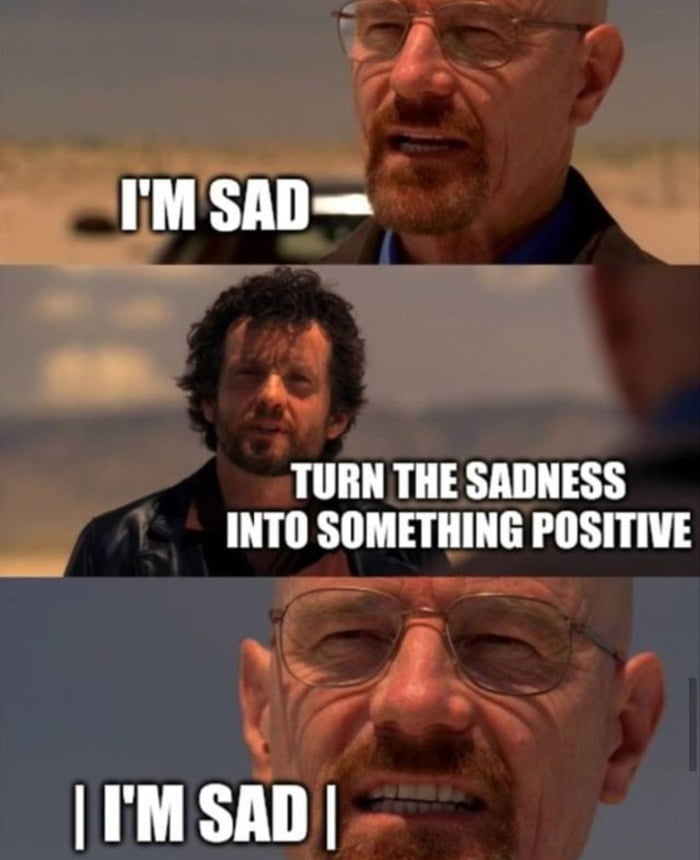 I'M SAD
TURN THE SADNESS
INTO SOMETHING POSITIVE
| I'M SAD |